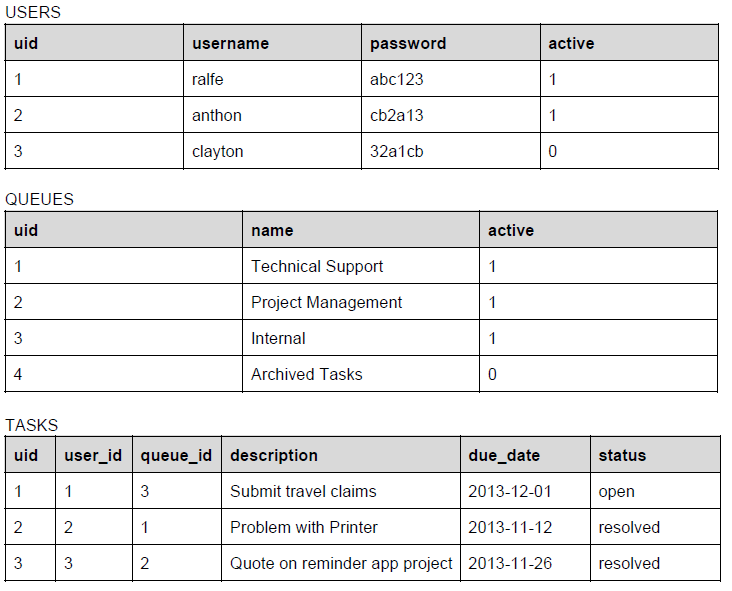 USERS
uid username password active
1 ralfe abc123 1
2 anthon cb2a13 1
3 clayton 32a1cb 0
QUEUES
uid name active
1 Technical Support 1
2 Project Management 1
3 Internal 1
4 Archived Tasks 0
TASKS
uid user_id queue_id description due_date status
1 1 3 Submit travel claims 2013-12-01 open
2 2 1 Problem with Printer 2013-11-12 resolved
3 3 2 Quote on reminder app project 2013-11-26 resolved